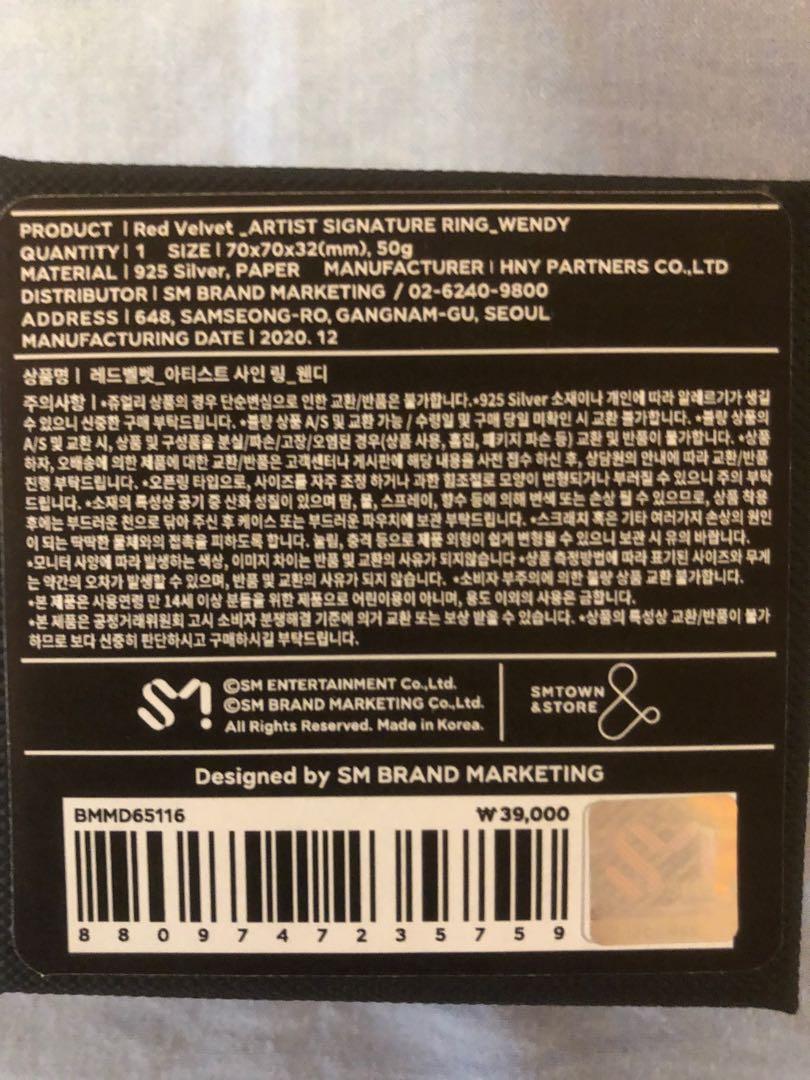 PRODUCT | Red Velvet _ARTIST SIGNATURE RING_WENDY
QUANTITY | 1 SIZE | 70x70x32(mm), 50g
MATERIAL | 925 Silver, PAPER MANUFACTURER | HNY PARTNERS CO.,LTD
DISTRIBUTOR | SM BRAND MARKETING / 02-6240-9800
ADDRESS | 648, SAMSEONG-RO, GANGNAM-GU, SEOUL
MANUFACTURING DATE | 2020. 12
상품명 | 레드벨벳_아티스트 사인 링_웬디
주의사항 | •쥬얼리 상품의 경우 단순변심으로 인한 교환/반품은 불가합니다.•925 Silver 소재이나 개인에 따라 알레르기가 생길
수 있으니 신중한 구매 부탁드립니다. •불량 상품 A/S 및 교환 가능 / 수령일 및 구매 당일 미확인 시 교환 불가합니다. •불량 상품의
A/S 및 교환 시, 상품 및 구성품을 분실/파손/고장/오염된 경우(상품 사용, 흠집, 패키지 파손 등) 교환 및 반품이 불가합니다. •상품
하자, 오배송에 의한 제품에 대한 교환/반품은 고객센터나 게시판에 해당 내용을 사전 접수 하신 후, 상담원의 안내에 따라 교환/반품
진행 부탁드립니다. •오픈링 타입으로, 사이즈를 자주 조정 하거나 과한 힘조절로 모양이 변형되거나 부러질 수 있으니 주의 부탁
드립니다. •소재의 특성상 공기 중 산화 성질이 있으며 땀, 물, 스프레이, 향수 등에 의해 변색 또는 손상 될 수 있으므로, 상품 착용
후에는 부드러운 천으로 닦아 주신 후 케이스 또는 부드러운 파우치에 보관 부탁드립니다. •스크래치 혹은 기타 여러가지 손상의 원인
이 되는 딱딱한 물체와의 접촉을 피하도록 합니다. 눌림, 충격 등으로 제품 외형이 쉽게 변형될 수 있으니 보관 시 유의 바랍니다.
•모니터 사양에 따라 발생하는 색상, 이미지 차이는 반품 및 교환의 사유가 되지않습니다 •상품 측정방법에 따라 표기된 사이즈와 무게
는 약간의 오차가 발생할 수 있으며, 반품 및 교환의 사유가 되지 않습니다. •소비자 부주의에 의한 불량 상품 교환 불가합니다.
•본 제품은 사용연령 만 14세 이상 분들을 위한 제품으로 어린이용이 아니며, 용도 이외의 사용은 금합니다.
•본 제품은 공정거래위원회 고시 소비자 분쟁해결 기준에 의거 교환 또는 보상 받을 수 있습니다. •상품의 특성상 교환/반품이 불가
하므로 보다 신중히 판단하시고 구매하시길 부탁드립니다.
SM!
©SM ENTERTAINMENT Co.,Ltd.
©SM BRAND MARKETING Co.,Ltd.
All Rights Reserved. Made in Korea.
SMTOWN
&STORE
Designed by SM BRAND MARKETING
BMMD65116 ₩39,000
8809747235759